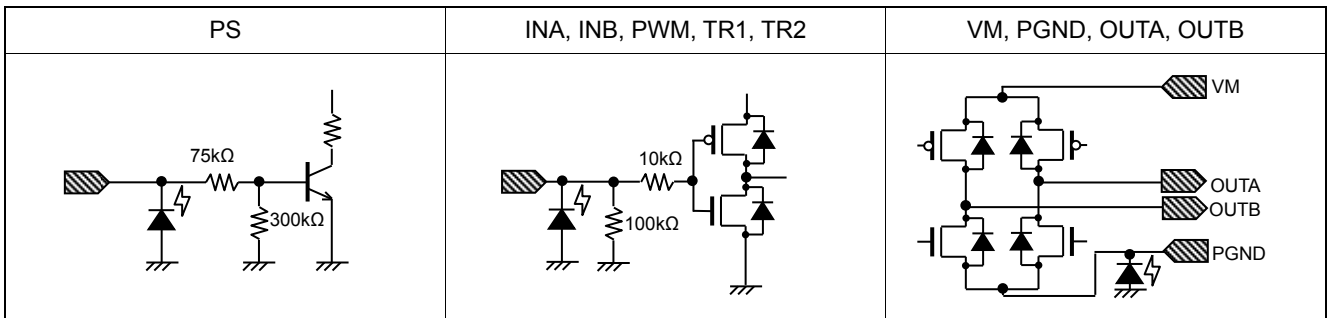 PS
INA, INB, PWM, TR1, TR2
VM, PGND, OUTA, OUTB
75kΩ
300kΩ
10kΩ
100kΩ
VM
OUTA
OUTB
PGND